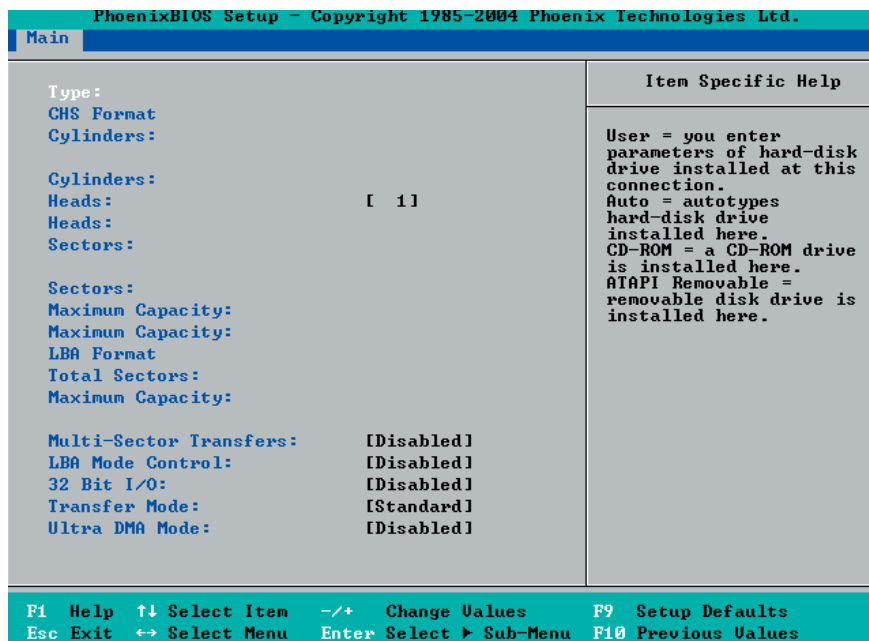 PhoenixBIOS Setup - Copyright 1985-2004 Phoenix Technologies Ltd.
Main
Type:
CHS Format
Cylinders:
Cylinders:
Heads: [ 1]
Heads:
Sectors:
Sectors:
Maximum Capacity:
Maximum Capacity:
LBA Format
Total Sectors:
Maximum Capacity:
Multi-Sector Transfers: [Disabled]
LBA Mode Control: [Disabled]
32 Bit I/O: [Disabled]
Transfer Mode: [Standard]
Ultra DMA Mode: [Disabled]
Item Specific Help
User = you enter
parameters of hard-disk
drive installed at this
connection.
Auto = autotypes
hard-disk drive
installed here.
CD-ROM = a CD-ROM drive
is installed here.
ATAPI Removable =
removable disk drive is
installed here.
F1 Help ↑↓ Select Item -/+ Change Values F9 Setup Defaults
Esc Exit ↔ Select Menu Enter Select ▶ Sub-Menu F10 Previous Values